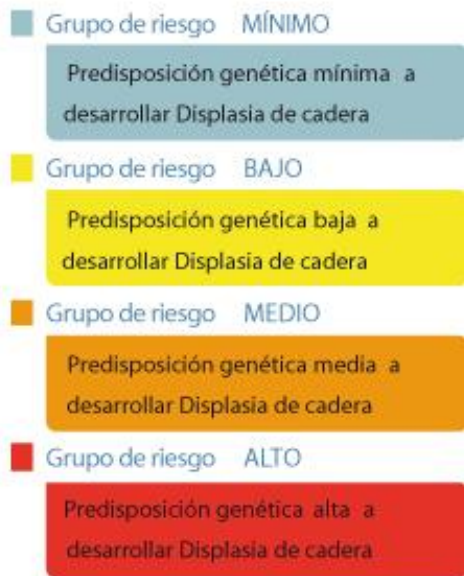 Grupo de riesgo MÍNIMO
Predisposición genética mínima a
desarrollar Displasia de cadera
Grupo de riesgo BAJO
Predisposición genética baja a
desarrollar Displasia de cadera
Grupo de riesgo MEDIO
Predisposición genética media a
desarrollar Displasia de cadera
Grupo de riesgo ALTO
Predisposición genética alta a
desarrollar Displasia de cadera